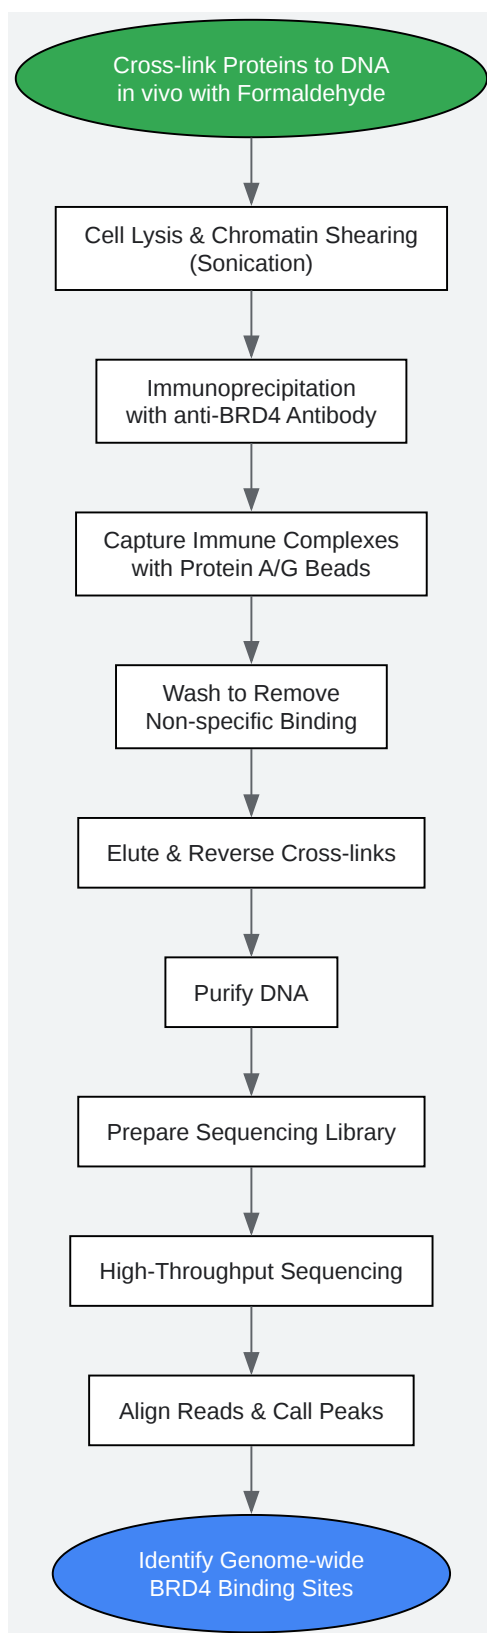 Cross-link Proteins to DNA
in vivo with Formaldehyde
Cell Lysis & Chromatin Shearing
(Sonication)
Immunoprecipitation
with anti-BRD4 Antibody
Capture Immune Complexes
with Protein A/G Beads
Wash to Remove
Non-specific Binding
Elute & Reverse Cross-links
Purify DNA
Prepare Sequencing Library
High-Throughput Sequencing
Align Reads & Call Peaks
Identify Genome-wide
BRD4 Binding Sites